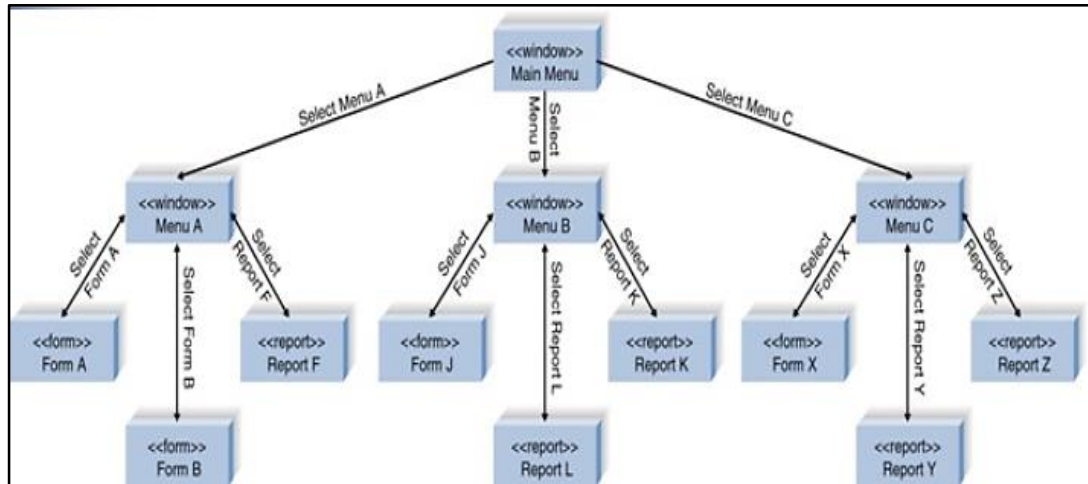 <<window>>
Main Menu
Select Menu A
Select
Menu B
Select Menu C
<<window>>
Menu A
<<window>>
Menu B
<<window>>
Menu C
Select
Form A
Select Form B
Select
Report F
Select
Form J
Select Report L
Select
Report K
Select
Form X
Select Report Y
Select
Report Z
<<form>>
Form A
<<report>>
Report F
<<form>>
Form J
<<report>>
Report K
<<form>>
Form X
<<report>>
Report Z
<<form>>
Form B
<<report>>
Report L
<<report>>
Report Y